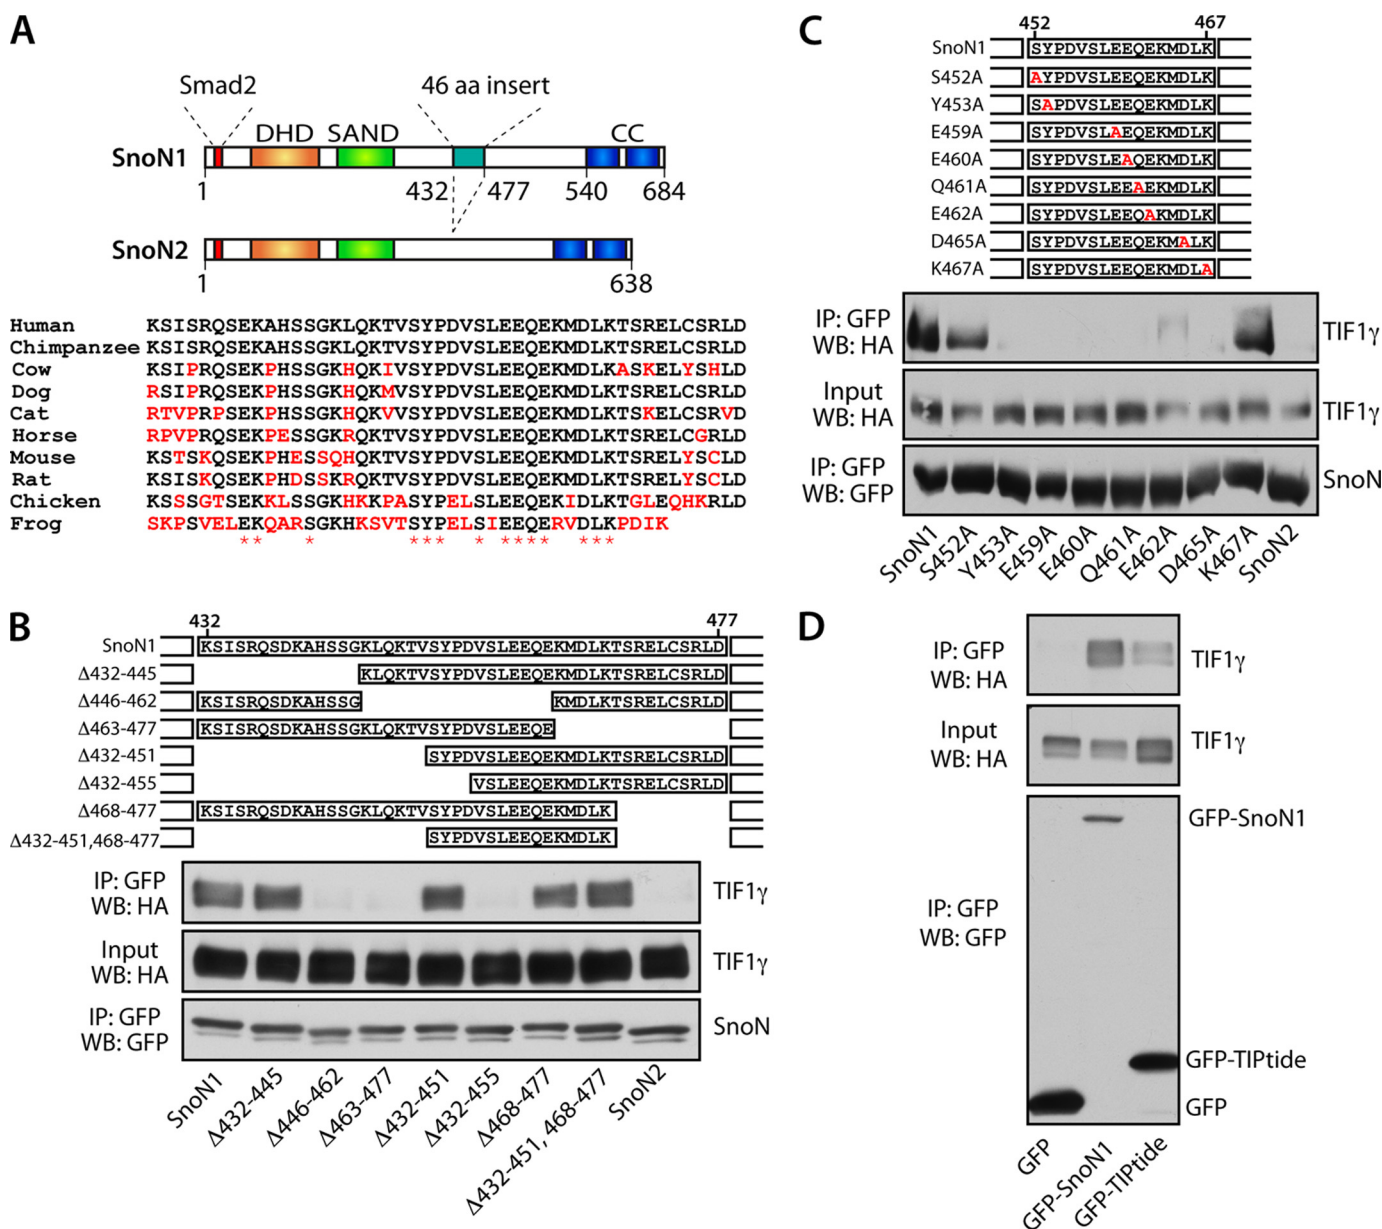 A
Smad2
46 aa insert
DHD SAND CC
SnoN1
1 432 477 540 684
SnoN2
1 638
Human KSISRQSEKAHSSGKLQKTVSYPDVSLEEQEKMDLKTSRELCSRLD
Chimpanzee KSISRQSEKAHSSGKLQKTVSYPDVSLEEQEKMDLKTSRELCSRLD
Cow KSIPRQSEKPHSSGKHQKIVSYPDVSLEEQEKMDLKASKELYSHLD
Dog RSIPRQSEKPHSSGKHQKMVSYPDVSLEEQEKMDLKTSRELCSRLD
Cat RTVPRPSEKPHSSGKHQKVVSYPDVSLEEQEKMDLKTSKELCSRVD
Horse RPVPRQSEKPESSGKRQKTVSYPDVSLEEQEKMDLKTSRELCGRLD
Mouse KSTSKQSEKPHESSQHQKTVSYPDVSLEEQEKMDLKTSRELYSCLD
Rat KSISKQSEKPHDSSKRQKTVSYPDVSLEEQEKMDLKTSRELYSCLD
Chicken KSSSGTSEKKLSSGHKKPASYPELSLEEQEKIDLKTGLEQHKRLD
Frog SKPSVELEKQARSGKHKSVTSYPELSIEEQERVDLKPDIK
** * *** * **** ***
B
432 477
SnoN1 KSISRQSDKAHSSGKLQKTVSYPDVSLEEQEKMDLKTSRELCSRLD
Δ432-445 KLQKTVSYPDVSLEEQEKMDLKTSRELCSRLD
Δ446-462 KSISRQSDKAHSSG KMDLKTSRELCSRLD
Δ463-477 KSISRQSDKAHSSGKLQKTVSYPDVSLEEQE
Δ432-451 SYPDVSLEEQEKMDLKTSRELCSRLD
Δ432-455 VSLEEQEKMDLKTSRELCSRLD
Δ468-477 KSISRQSDKAHSSGKLQKTVSYPDVSLEEQEKMDLK
Δ432-451,468-477 SYPDVSLEEQEKMDLK
IP: GFP
WB: HA
TIF1γ
Input
WB: HA
TIF1γ
IP: GFP
WB: GFP
SnoN
SnoN1
Δ432-445
Δ446-462
Δ463-477
Δ432-451
Δ432-455
Δ468-477
Δ432-451, 468-477
SnoN2
C
452 467
SnoN1 SYPDVSLEEQEKMDLK
S452A AYPDVSLEEQEKMDLK
Y453A SAPDVSLEEQEKMDLK
E459A SYPDVSLAEQEKMDLK
E460A SYPDVSLEAQEKMDLK
Q461A SYPDVSLEEAEKMDLK
E462A SYPDVSLEEQAKMDLK
D465A SYPDVSLEEQEKMALK
K467A SYPDVSLEEQEKMDLA
IP: GFP
WB: HA
TIF1γ
Input
WB: HA
TIF1γ
IP: GFP
WB: GFP
SnoN
SnoN1
S452A
Y453A
E459A
E460A
Q461A
E462A
D465A
K467A
SnoN2
D
IP: GFP
WB: HA
TIF1γ
Input
WB: HA
TIF1γ
GFP-SnoN1
IP: GFP
WB: GFP
GFP-TIPtide
GFP
GFP
GFP-SnoN1
GFP-TIPtide